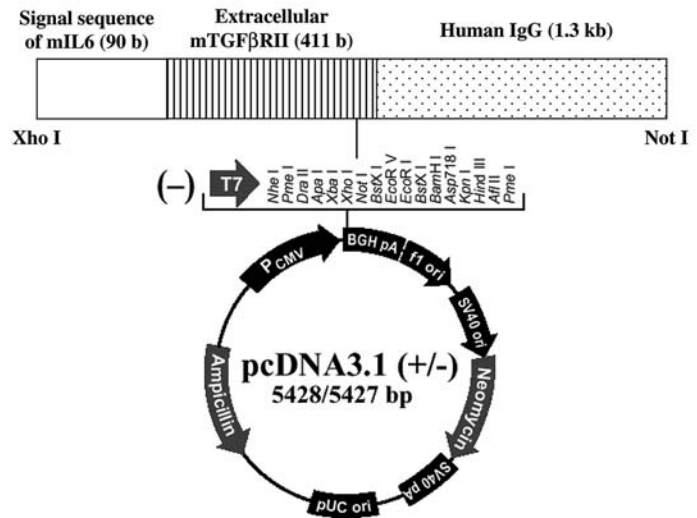 Signal sequence
of mIL6 (90 b)
Extracellular
mTGFβRII (411 b)
Human IgG (1.3 kb)
Xho I
Not I
(–)
T7
Nhe I
Pme I
Dra II
Apa I
Xba I
Xho I
Not I
BstX I
EcoR V
EcoR I
BstX I
BamH I
Asp718 I
Kpn I
Hind III
Afl II
Pme I
PCMV
BGH pA
f1 ori
SV40 ori
Neomycin
SV40 pA
pUC ori
Ampicillin
pcDNA3.1 (+/-)
5428/5427 bp